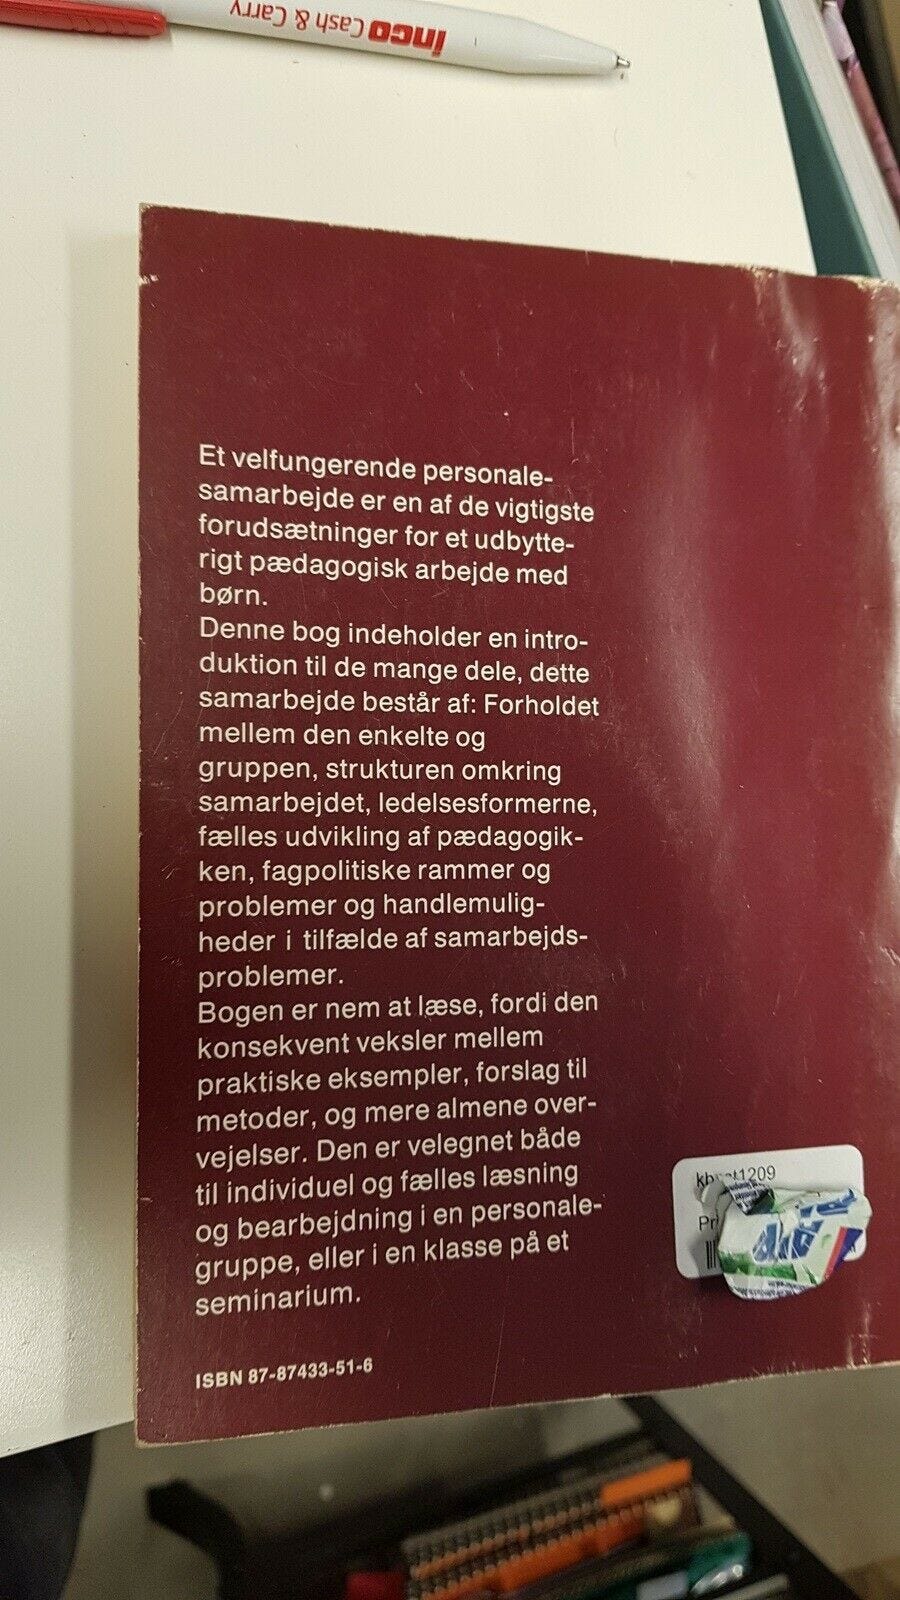 inco Cash & Carry
Et velfungerende personale-
samarbejde er en af de vigtigste
forudsætninger for et udbytte-
rigt pædagogisk arbejde med
børn.
Denne bog indeholder en intro-
duktion til de mange dele, dette
samarbejde består af: Forholdet
mellem den enkelte og
gruppen, strukturen omkring
samarbejdet, ledelsesformerne,
fælles udvikling af pædagogik-
ken, fagpolitiske rammer og
problemer og handlemulig-
heder i tilfælde af samarbejds-
problemer.
Bogen er nem at læse, fordi den
konsekvent veksler mellem
praktiske eksempler, forslag til
metoder, og mere almene over-
vejelser. Den er velegnet både
til individuel og fælles læsning
og bearbejdning i en personale-
gruppe, eller i en klasse på et
seminarium.
ISBN 87-87433-51-6